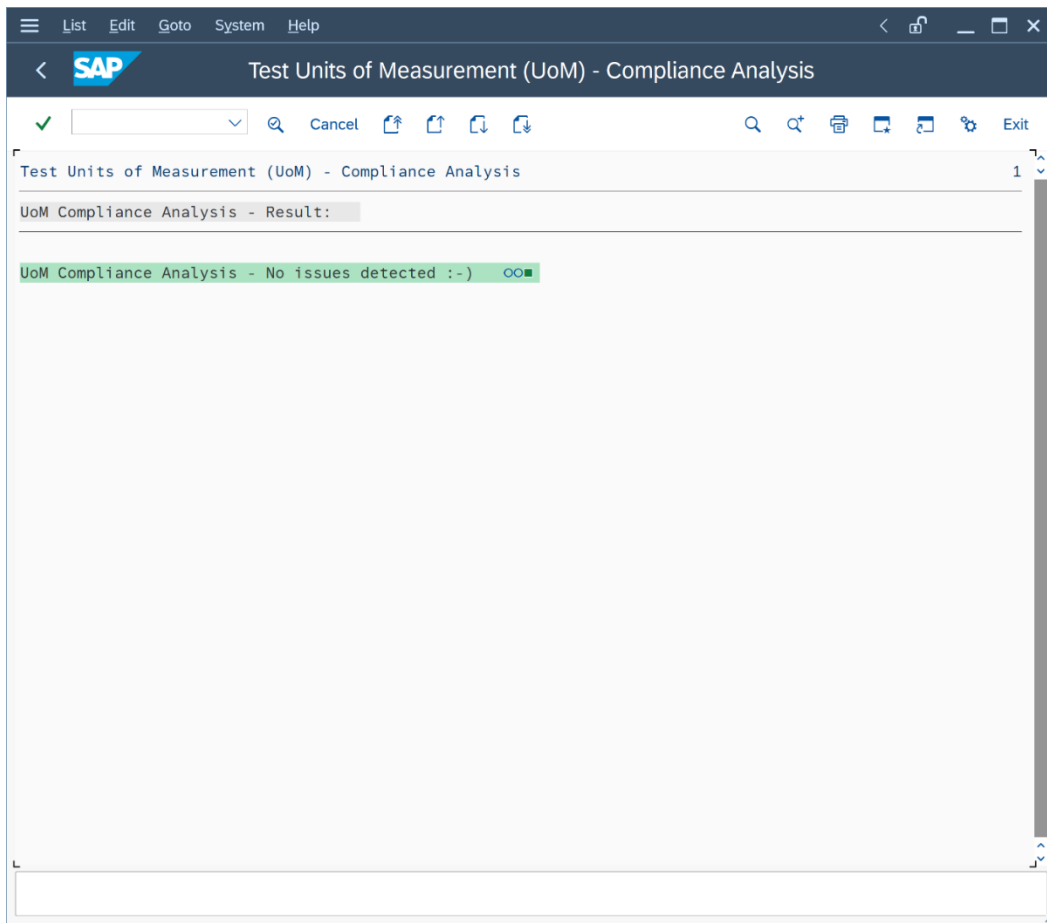 List Edit Goto System Help
SAP Test Units of Measurement (UoM) - Compliance Analysis
Cancel Exit
Test Units of Measurement (UoM) - Compliance Analysis 1
UoM Compliance Analysis - Result:
UoM Compliance Analysis - No issues detected :-)